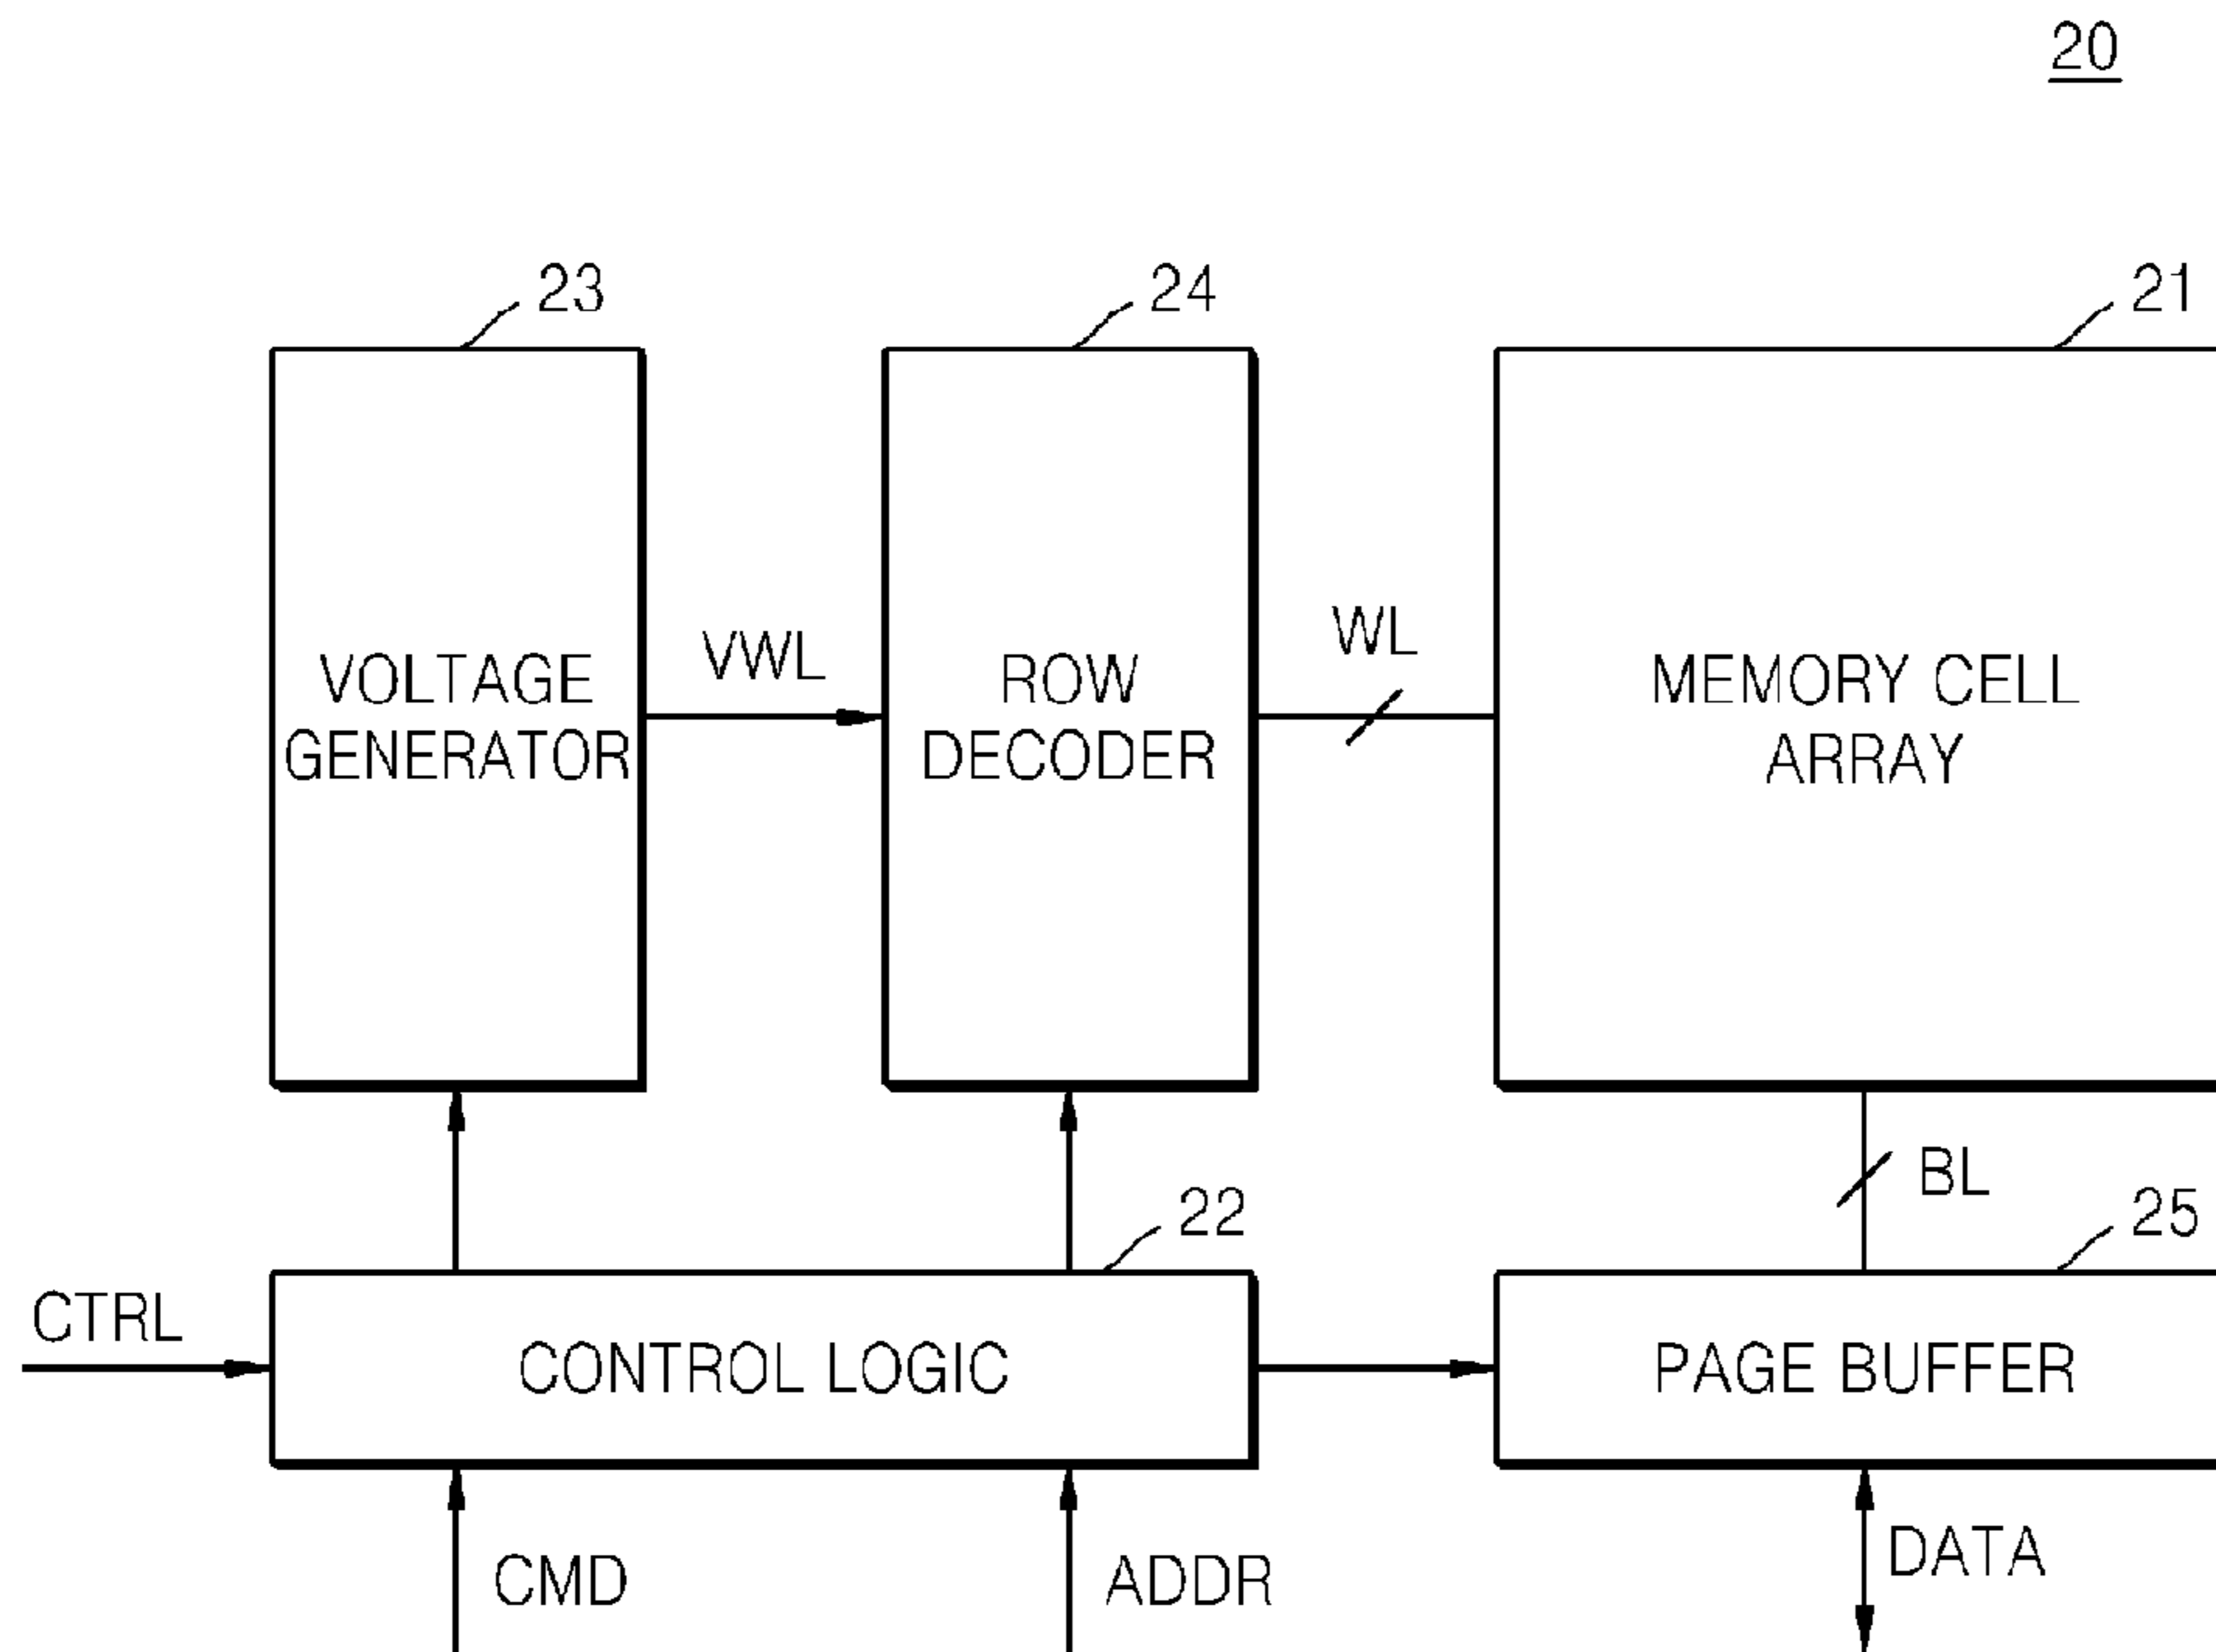 20
23
24
21
VOLTAGE
GENERATOR
VWL
ROW
DECODER
WL
MEMORY CELL
ARRAY
BL
22
25
CTRL
CONTROL LOGIC
PAGE BUFFER
CMD
ADDR
DATA